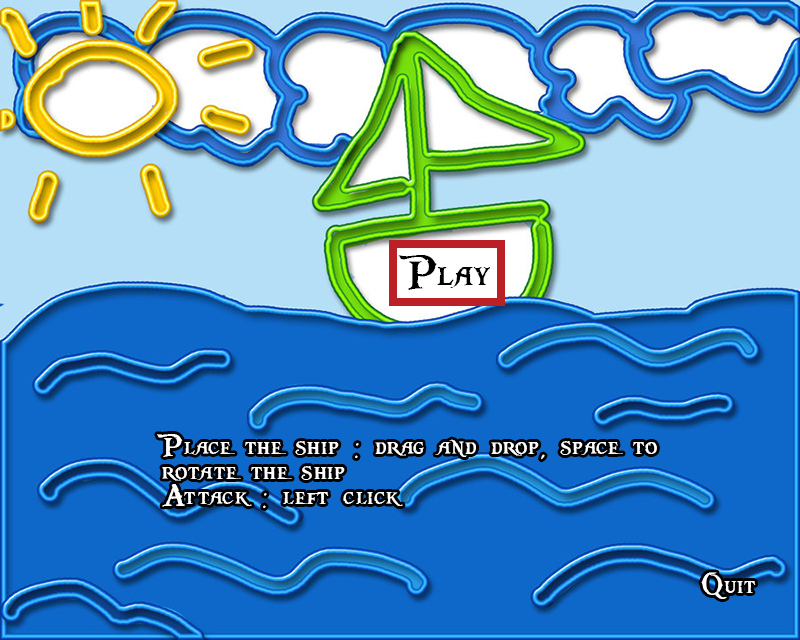 Play
Place the ship : drag and drop, space to
rotate the ship
Attack : left click
Quit